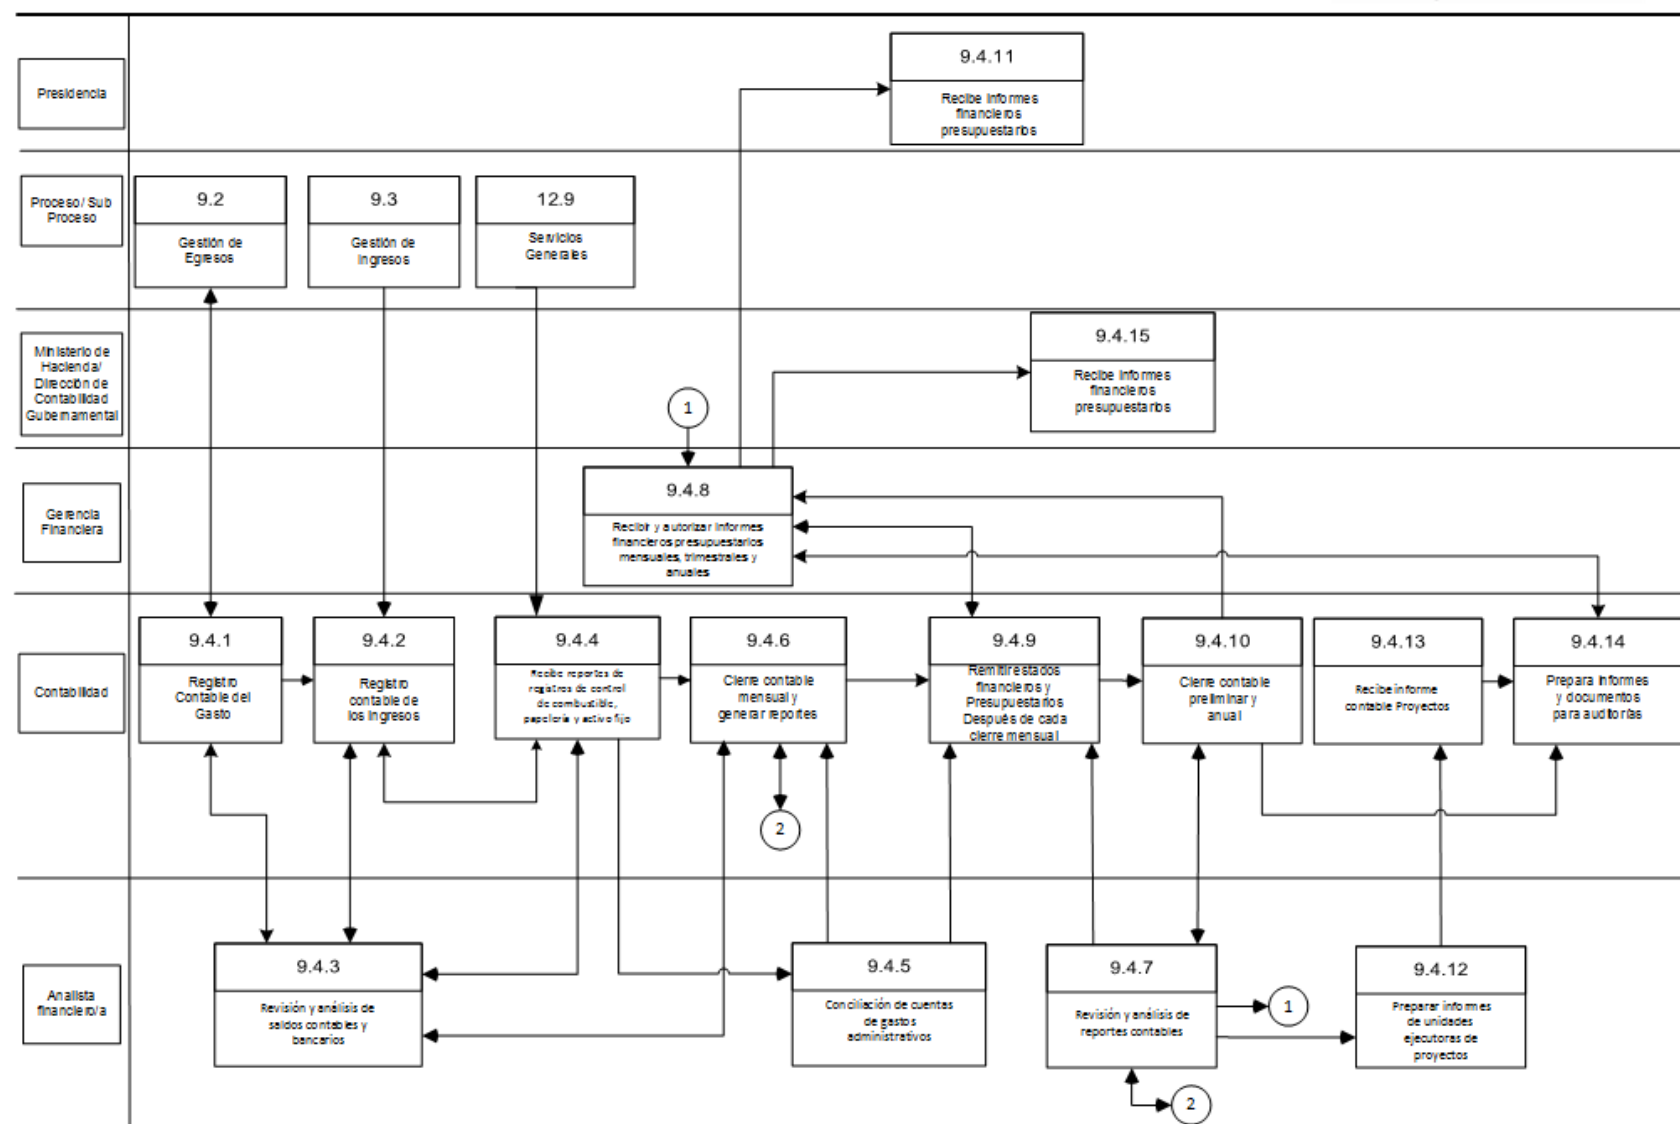 Presidencia
9.4.11
Recibe informes
financieros
presupuestarios
Proceso/ Sub
Proceso
9.2
Gestión de
Egresos
9.3
Gestión de
Ingresos
12.9
Servicios
Generales
Ministerio de
Hacienda/
Dirección de
Contabilidad
Gubernamental
9.4.15
Recibe informes
financieros
presupuestarios
1
Gerencia
Financiera
9.4.8
Recibir y autorizar informes
financieros presupuestarios
mensuales, trimestrales y
anuales
Contabilidad
9.4.1
Registro
Contable del
Gasto
9.4.2
Registro
contable de
los ingresos
9.4.4
Recibe reportes de
registros de control
de combustible,
papelería y activo fijo
9.4.6
Cierre contable
mensual y
generar reportes
9.4.9
Remitir estados
financieros y
Presupuestarios
Después de cada
cierre mensual
9.4.10
Cierre contable
preliminar y
anual
9.4.13
Recibe informe
contable Proyectos
9.4.14
Prepara informes
y documentos
para auditorías
2
Analista
financiero/a
9.4.3
Revisión y análisis de
saldos contables y
bancarios
9.4.5
Conciliación de cuentas
de gastos
administrativos
9.4.7
Revisión y análisis de
reportes contables
1
9.4.12
Preparar informes
de unidades
ejecutoras de
proyectos
2